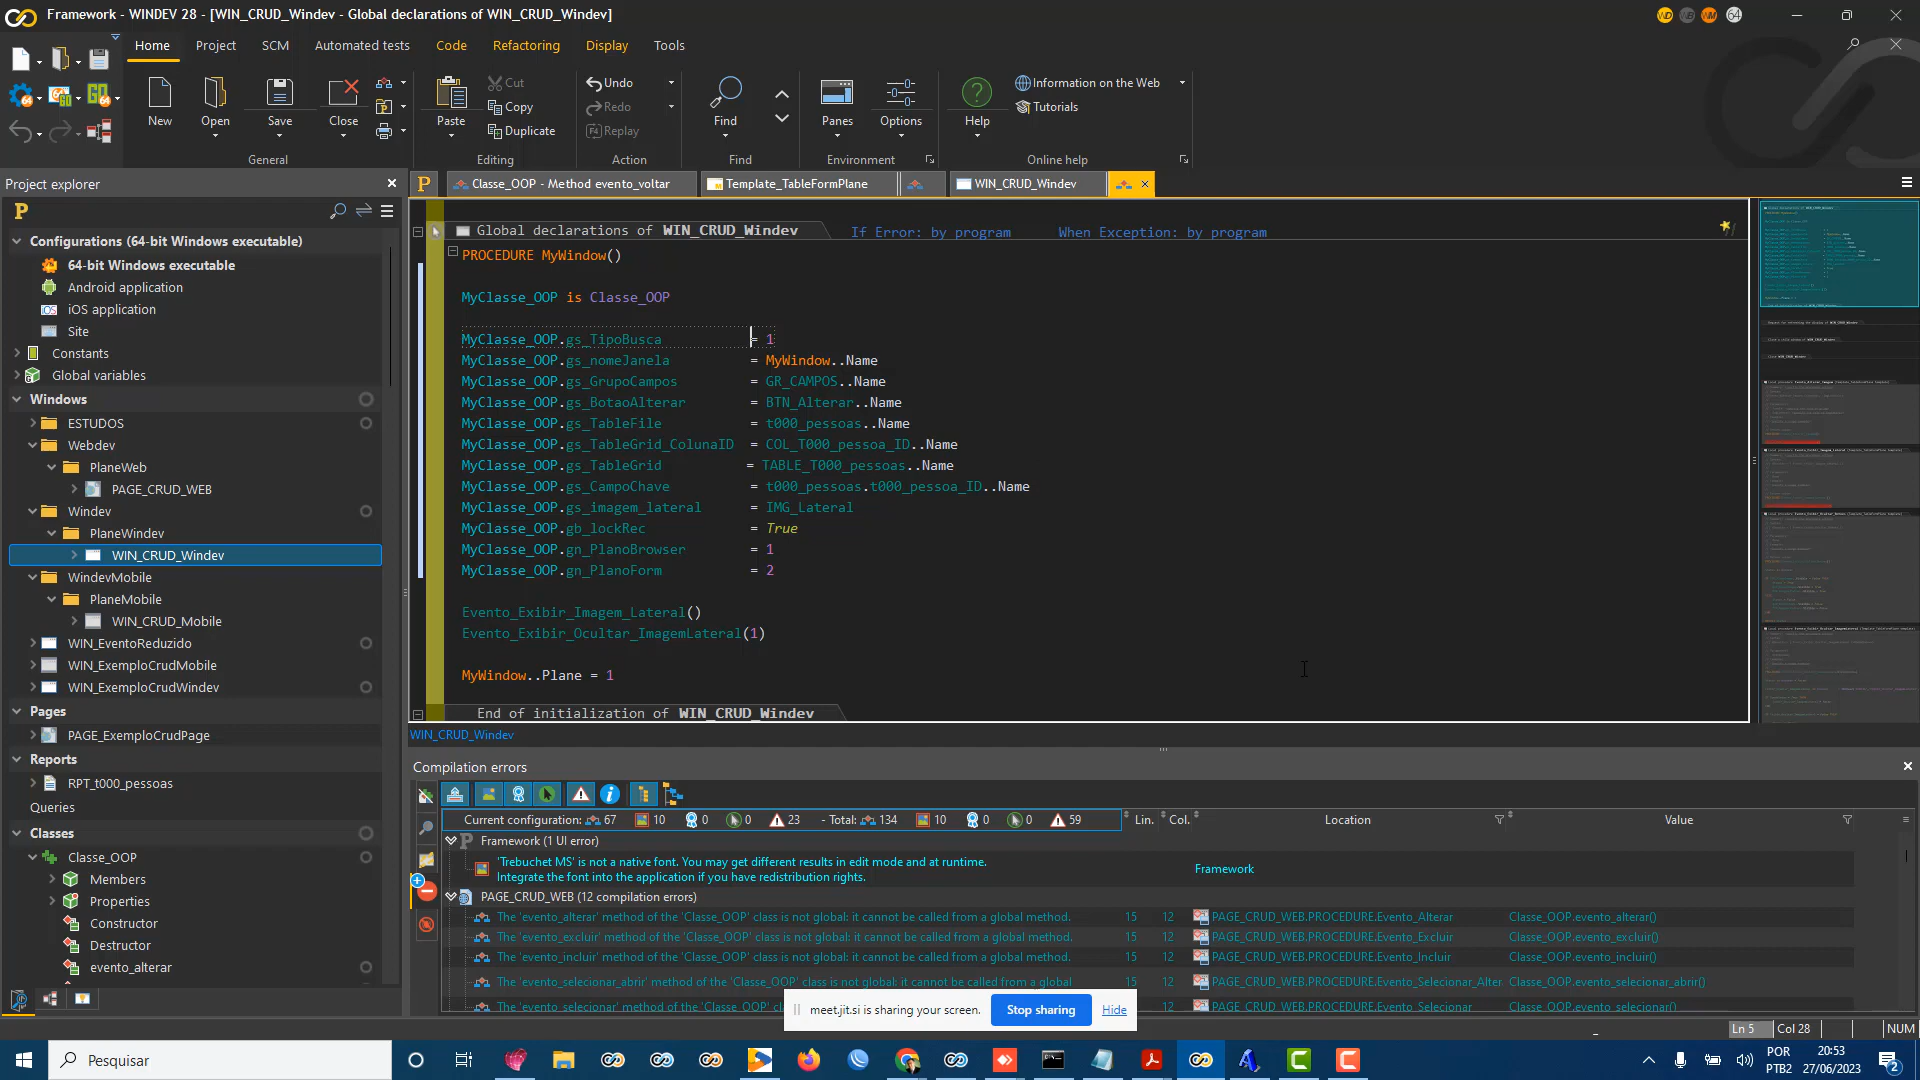 Framework - WINDEV 28 - [WIN_CRUD_Windev - Global declarations of WIN_CRUD_Windev]
Home Project SCM Automated tests Code Refactoring Display Tools
New Open Save Close Paste Cut Copy Duplicate Undo Redo Replay Find Panes Options Help Information on the Web Tutorials
General Editing Action Find Environment Online help
Project explorer
Classe_OOP - Method evento_voltar Template_TableFormPlane WIN_CRUD_Windev
Configurations (64-bit Windows executable)
64-bit Windows executable
Android application
iOS application
Site
Constants
Global variables
Windows
ESTUDOS
Webdev
PlaneWeb
PAGE_CRUD_WEB
Windev
PlaneWindev
WIN_CRUD_Windev
WindevMobile
PlaneMobile
WIN_CRUD_Mobile
WIN_EventoReduzido
WIN_ExemploCrudMobile
WIN_ExemploCrudWindev
Pages
PAGE_ExemploCrudPage
Reports
RPT_t000_pessoas
Queries
Classes
Classe_OOP
Members
Properties
Constructor
Destructor
evento_alterar
Global declarations of WIN_CRUD_Windev If Error: by program When Exception: by program
PROCEDURE MyWindow()
MyClasse_OOP is Classe_OOP
MyClasse_OOP.gs_TipoBusca = 1
MyClasse_OOP.gs_nomeJanela = MyWindow..Name
MyClasse_OOP.gs_GrupoCampos = GR_CAMPOS..Name
MyClasse_OOP.gs_BotaoAlterar = BTN_Alterar..Name
MyClasse_OOP.gs_TableFile = t000_pessoas..Name
MyClasse_OOP.gs_TableGrid_ColunaID = COL_T000_pessoa_ID..Name
MyClasse_OOP.gs_TableGrid = TABLE_T000_pessoas..Name
MyClasse_OOP.gs_CampoChave = t000_pessoas.t000_pessoa_ID..Name
MyClasse_OOP.gs_imagem_lateral = IMG_Lateral
MyClasse_OOP.gb_lockRec = True
MyClasse_OOP.gn_PlanoBrowser = 1
MyClasse_OOP.gn_PlanoForm = 2
Evento_Exibir_Imagem_Lateral()
Evento_Exibir_Ocultar_ImagemLateral(1)
MyWindow..Plane = 1
End of initialization of WIN_CRUD_Windev
WIN_CRUD_Windev
Compilation errors
Current configuration: 67 10 0 0 23 - Total: 134 10 0 0 59 Lin. Col. Location Value
Framework (1 UI error)
'Trebuchet MS' is not a native font. You may get different results in edit mode and at runtime.
Integrate the font into the application if you have redistribution rights. Framework
PAGE_CRUD_WEB (12 compilation errors)
The 'evento_alterar' method of the 'Classe_OOP' class is not global: it cannot be called from a global method. 15 12 PAGE_CRUD_WEB.PROCEDURE.Evento_Alterar Classe_OOP.evento_alterar()
The 'evento_excluir' method of the 'Classe_OOP' class is not global: it cannot be called from a global method. 15 12 PAGE_CRUD_WEB.PROCEDURE.Evento_Excluir Classe_OOP.evento_excluir()
The 'evento_incluir' method of the 'Classe_OOP' class is not global: it cannot be called from a global method. 15 12 PAGE_CRUD_WEB.PROCEDURE.Evento_Incluir Classe_OOP.evento_incluir()
The 'evento_selecionar_abrir' method of the 'Classe_OOP' class is not global: it cannot be called from a global 15 12 PAGE_CRUD_WEB.PROCEDURE.Evento_Selecionar_Alter Classe_OOP.evento_selecionar_abrir()
The 'evento_selecionar' method of the 'Classe_OOP' 15 12 PAGE_CRUD_WEB.PROCEDURE.Evento_Selecionar Classe_OOP.evento_selecionar()
meet.jit.si is sharing your screen. Stop sharing Hide
Ln 5 Col 28 NUM
Pesquisar
POR
PTB2
20:53
27/06/2023
2